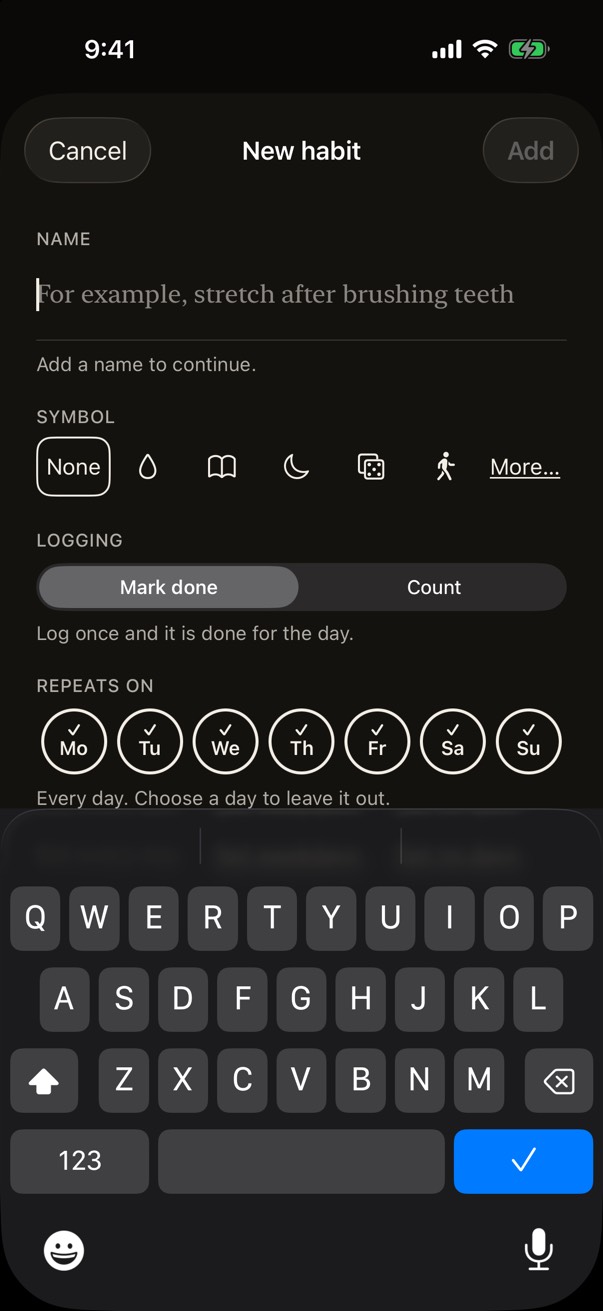 9:41
Cancel
New habit
Add
NAME
For example, stretch after brushing teeth
Add a name to continue.
SYMBOL
None
More...
LOGGING
Mark done
Count
Log once and it is done for the day.
REPEATS ON
Mo Tu We Th Fr Sa Su
Every day. Choose a day to leave it out.
Q W E R T Y U I O P
A S D F G H J K L
Z X C V B N M
123